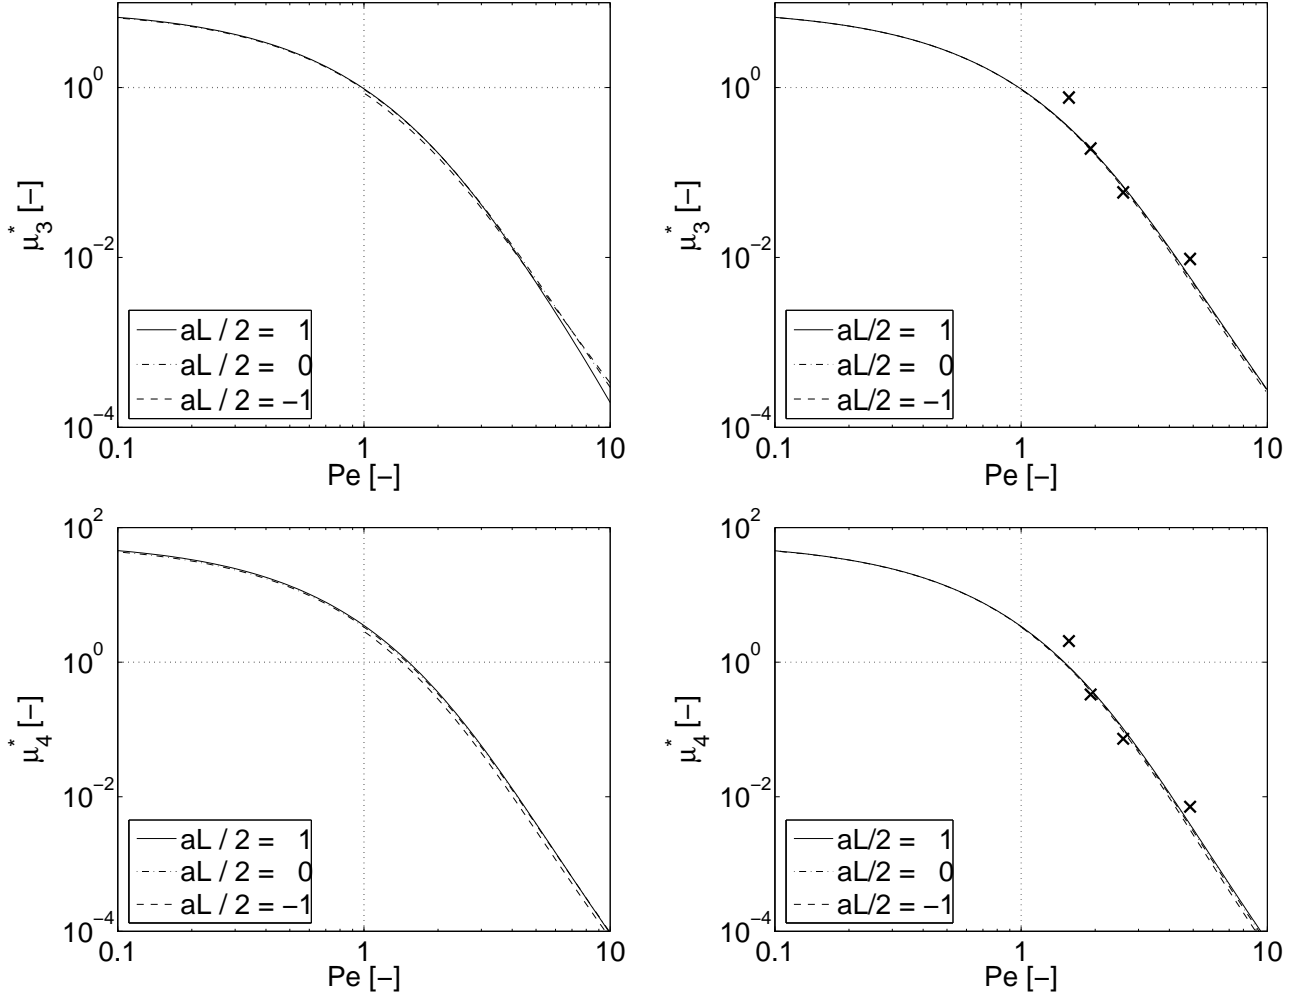 10^0
10^−2
10^−4
μ*_3 [−]
aL / 2 = 1
aL / 2 = 0
aL / 2 = −1
0.1 1 10
Pe [−]
10^0
10^−2
10^−4
μ*_3 [−]
aL/2 = 1
aL/2 = 0
aL/2 = −1
0.1 1 10
Pe [−]
10^2
10^0
10^−2
10^−4
μ*_4 [−]
aL / 2 = 1
aL / 2 = 0
aL / 2 = −1
0.1 1 10
Pe [−]
10^2
10^0
10^−2
10^−4
μ*_4 [−]
aL/2 = 1
aL/2 = 0
aL/2 = −1
0.1 1 10
Pe [−]